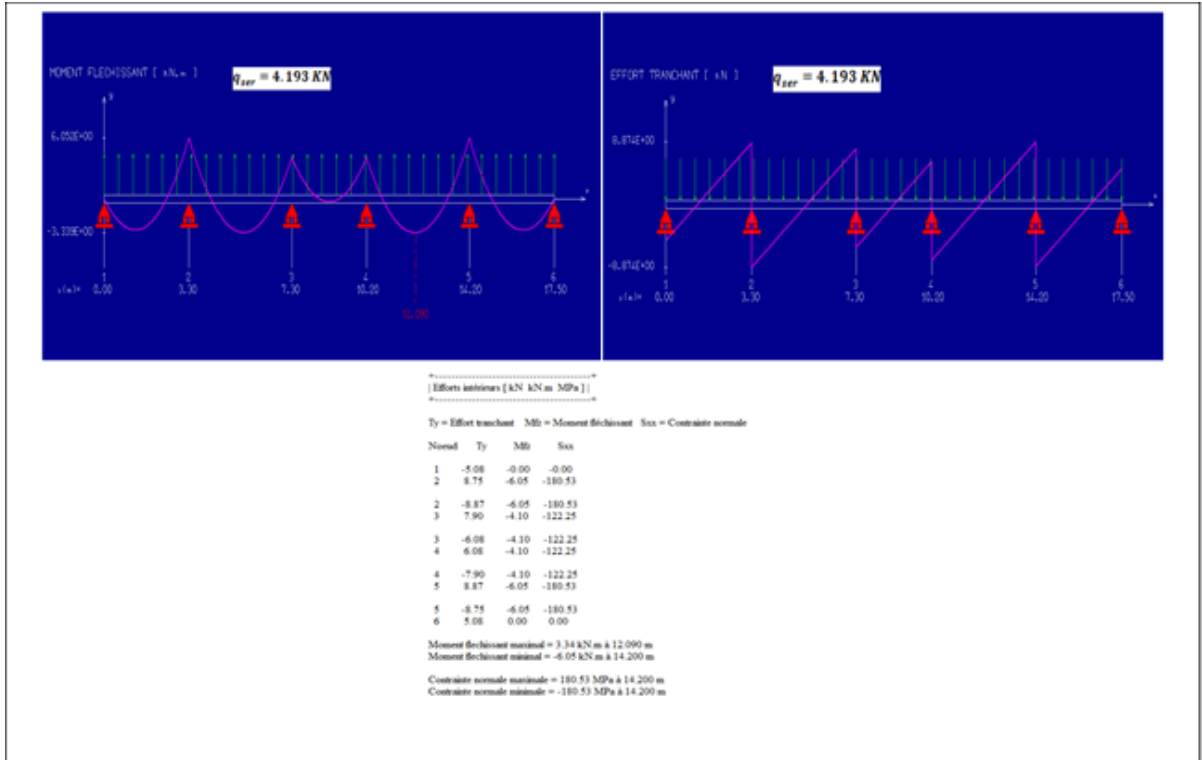 MOMENT FLECHISSANT [ kN.m ]
q_ser = 4.193 KN
y
6.052E+00
x
-3.339E+00
1 2 3 4 5 6
x(m)= 0.00 3.30 7.30 10.20 14.20 17.50
12.090
EFFORT TRANCHANT [ kN ]
q_ser = 4.193 KN
y
8.874E+00
x
-8.874E+00
1 2 3 4 5 6
x(m)= 0.00 3.30 7.30 10.20 14.20 17.50
+---------------------------------------+
| Efforts intérieurs [ kN kN.m MPa ] |
+---------------------------------------+
Ty = Effort tranchant Mfz = Moment fléchissant Sxx = Contrainte normale
Noeud Ty Mfz Sxx
1 -5.08 -0.00 -0.00
2 8.75 -6.05 -180.53
2 -8.87 -6.05 -180.53
3 7.90 -4.10 -122.25
3 -6.08 -4.10 -122.25
4 6.08 -4.10 -122.25
4 -7.90 -4.10 -122.25
5 8.87 -6.05 -180.53
5 -8.75 -6.05 -180.53
6 5.08 0.00 0.00
Moment flechissant maximal = 3.34 kN.m à 12.090 m
Moment flechissant minimal = -6.05 kN.m à 14.200 m
Contrainte normale maximale = 180.53 MPa à 14.200 m
Contrainte normale minimale = -180.53 MPa à 14.200 m